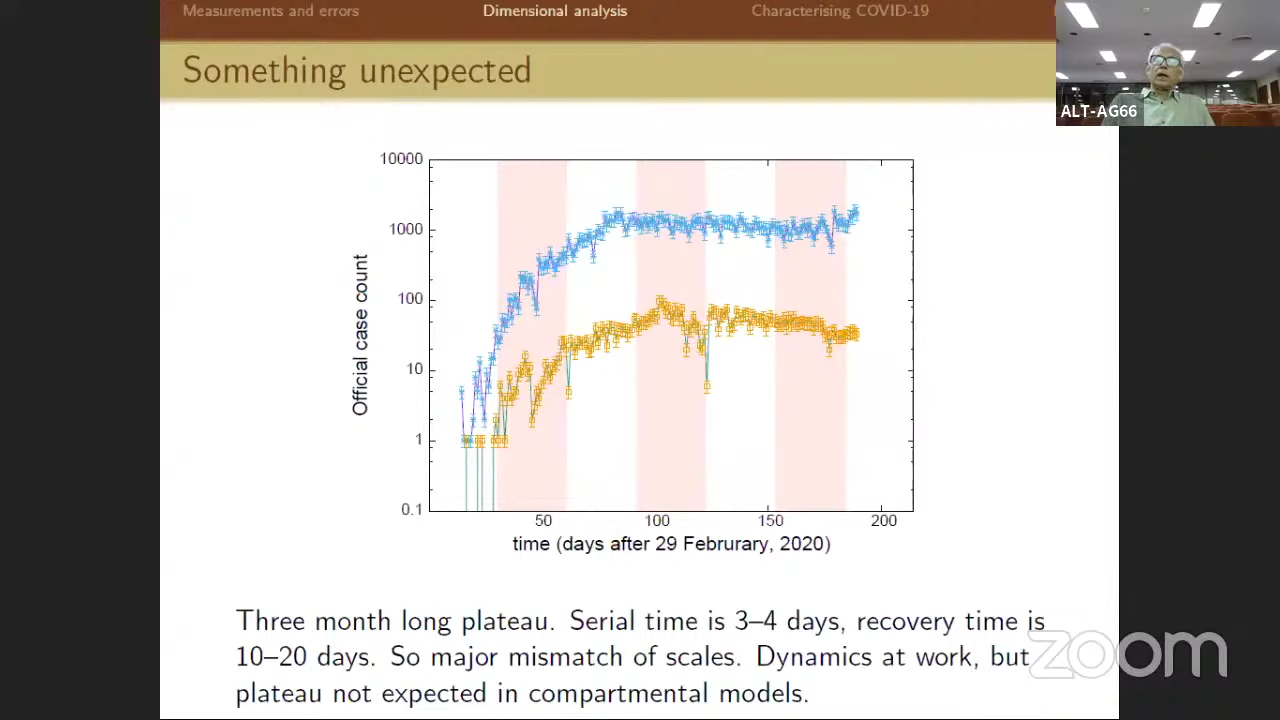 Measurements and errors
Dimensional analysis
Characterising COVID-19
Something unexpected
ALT-AG66
10000
1000
100
10
1
0.1
Official case count
50
100
150
200
time (days after 29 Februrary, 2020)
Three month long plateau. Serial time is 3–4 days, recovery time is
10–20 days. So major mismatch of scales. Dynamics at work, but
plateau not expected in compartmental models.
zoom